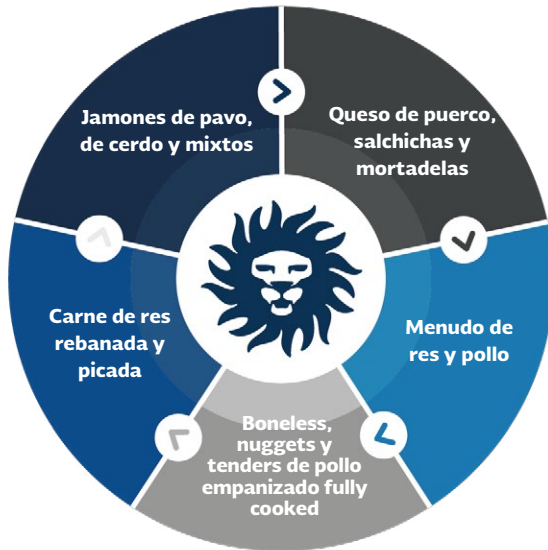 Jamones de pavo,
de cerdo y mixtos
Queso de puerco,
salchichas y
mortadelas
Menudo de
res y pollo
Boneless,
nuggets y
tenders de pollo
empanizado fully
cooked
Carne de res
rebanada y
picada